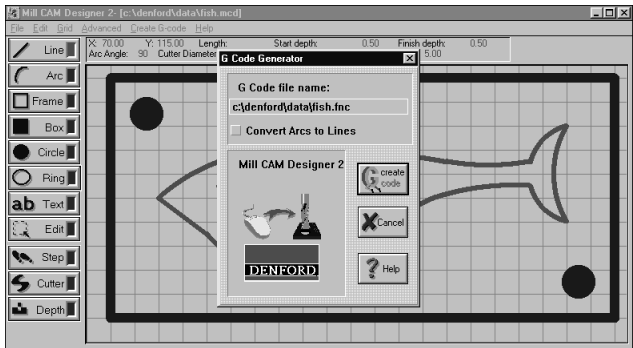 Mill CAM Designer 2- [c:\denford\data\fish.mcd]
File Edit Grid Advanced Create G-code Help
X: 70.00 Y: 115.00 Length: Start depth: 0.50 Finish depth: 0.50
Arc Angle: 90 Cutter Diameter 5.00
Line
Arc
Frame
Box
Circle
Ring
ab Text
Edit
Step
Cutter
Depth
G Code Generator
G Code file name:
c:\denford\data\fish.fnc
Convert Arcs to Lines
Mill CAM Designer 2
DENFORD
G create code
Cancel
Help